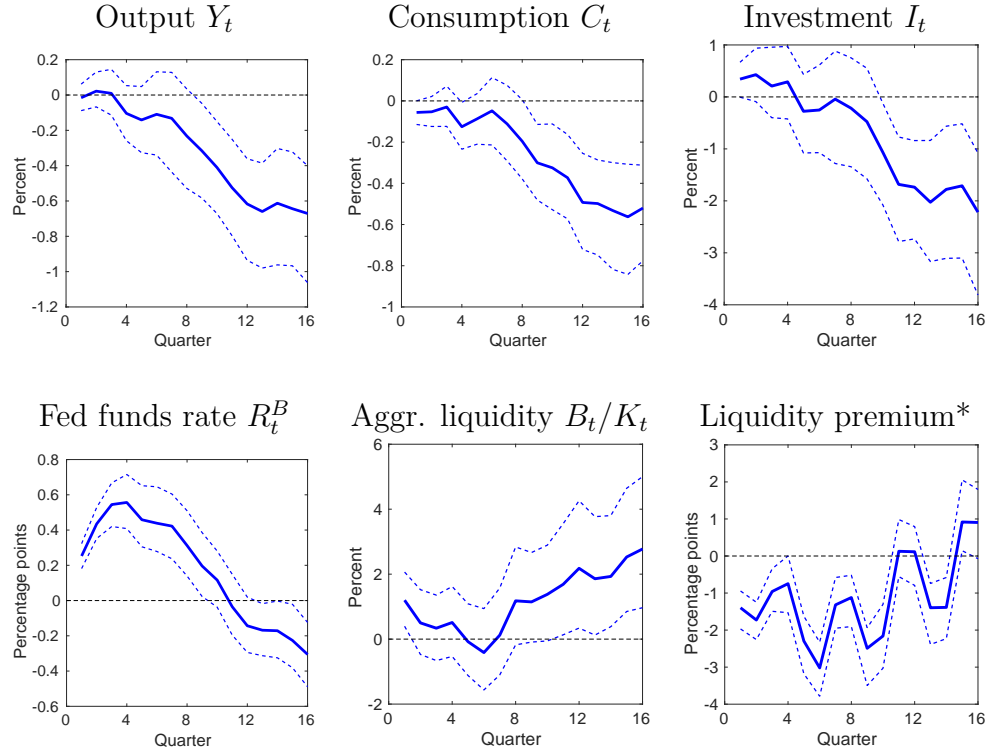 Output Y_t
Consumption C_t
Investment I_t
0.2
0
-0.2
-0.4
-0.6
-0.8
-1
-1.2
Percent
0 4 8 12 16
Quarter
0.2
0
-0.2
-0.4
-0.6
-0.8
-1
Percent
0 4 8 12 16
Quarter
1
0
-1
-2
-3
-4
Percent
0 4 8 12 16
Quarter
Fed funds rate R_t^B
Aggr. liquidity B_t/K_t
Liquidity premium*
0.8
0.6
0.4
0.2
0
-0.2
-0.4
-0.6
Percentage points
0 4 8 12 16
Quarter
6
4
2
0
-2
Percent
0 4 8 12 16
Quarter
3
2
1
0
-1
-2
-3
-4
Percentage points
0 4 8 12 16
Quarter